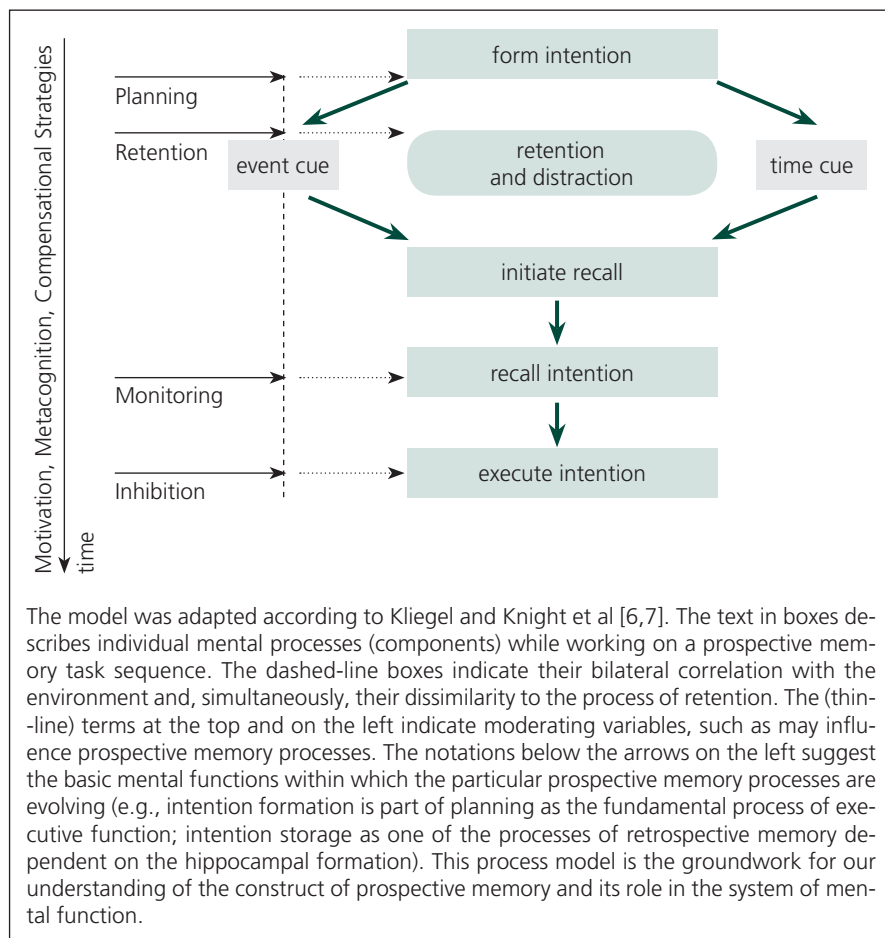 Motivation, Metacognition, Compensational Strategies
time
form intention
Planning
Retention
event cue
retention
and distraction
time cue
initiate recall
recall intention
Monitoring
execute intention
Inhibition
The model was adapted according to Kliegel and Knight et al [6,7]. The text in boxes de-
scribes individual mental processes (components) while working on a prospective mem-
ory task sequence. The dashed-line boxes indicate their bilateral correlation with the
environment and, simultaneously, their dissimilarity to the process of retention. The (thin-
-line) terms at the top and on the left indicate moderating variables, such as may influ-
ence prospective memory processes. The notations below the arrows on the left suggest
the basic mental functions within which the particular prospective memory processes are
evolving (e.g., intention formation is part of planning as the fundamental process of exe-
cutive function; intention storage as one of the processes of retrospective memory de-
pendent on the hippocampal formation). This process model is the groundwork for our
understanding of the construct of prospective memory and its role in the system of men-
tal function.